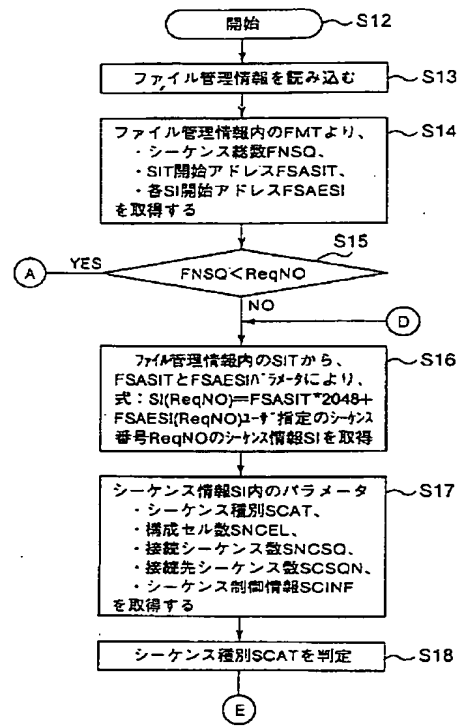 開始
S12
ファイル管理情報を読み込む
S13
ファイル管理情報内のFMTより、
・シーケンス総数FNSQ、
・SIT開始アドレスFSASIT、
・各SI開始アドレスFSAESI
を取得する
S14
S15
A
YES
FNSQ<ReqNO
NO
D
ファイル管理情報内のSITから、
FSASITとFSAESIパラメータにより、
式：SI(ReqNO)=FSASIT*2048+
FSAESI(ReqNO)ユーザ指定のシーケンス
番号ReqNOのシーケンス情報SIを取得
S16
シーケンス情報SI内のパラメータ
・シーケンス種別SCAT、
・構成セル数SNCEL、
・接続シーケンス数SNCSQ、
・接続先シーケンス数SCSQN、
・シーケンス制御情報SCINF
を取得する
S17
シーケンス種別SCATを判定
S18
E